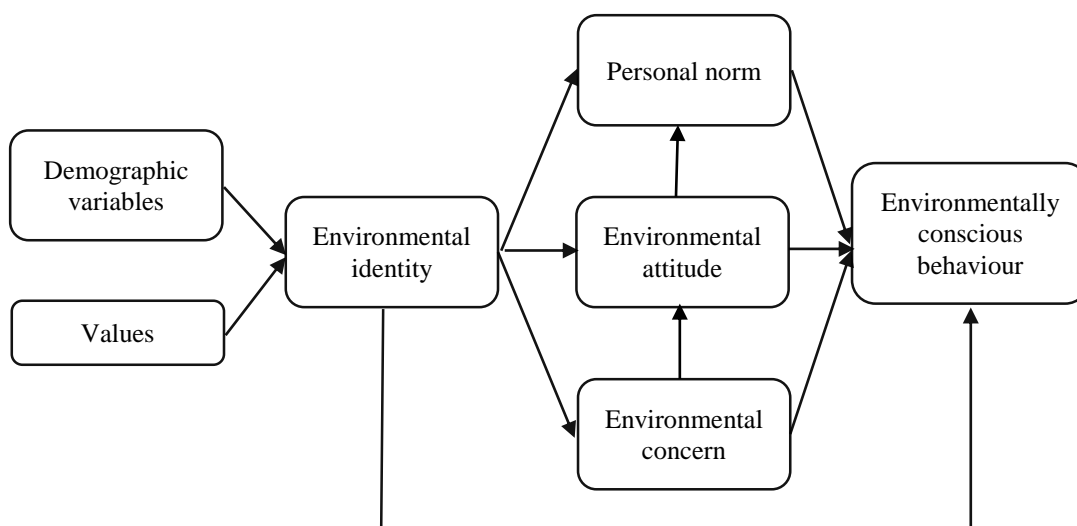 Personal norm
Demographic
variables
Environmental
identity
Environmental
attitude
Environmentally
conscious
behaviour
Values
Environmental
concern